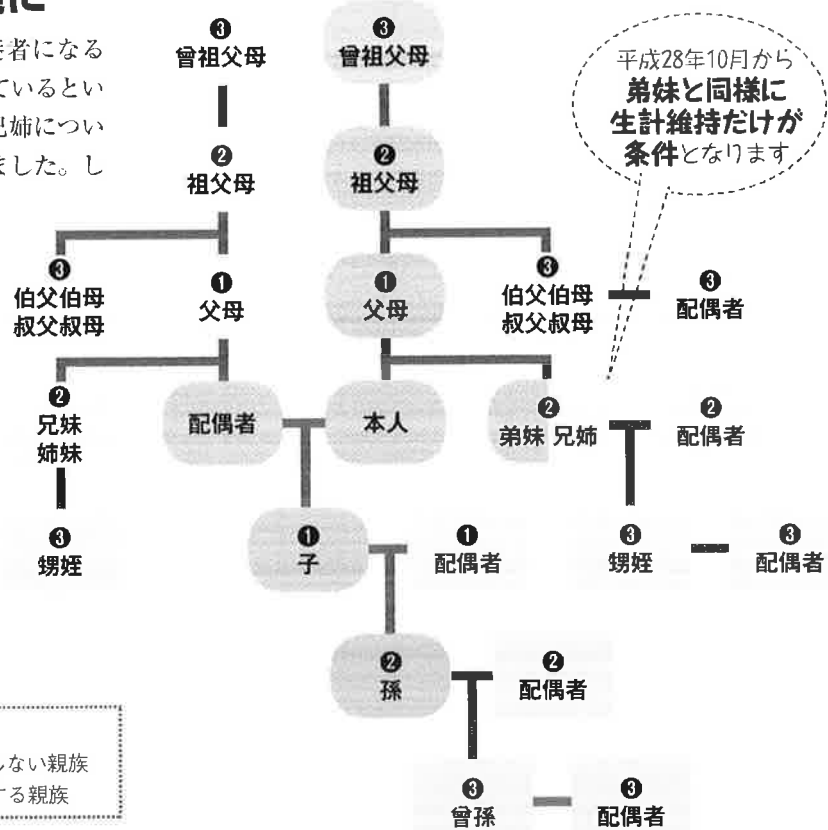 者になる
ているとい
兄姉につい
ました。し
❸
曾祖父母
❸
曾祖父母
平成28年10月から
弟妹と同様に
生計維持だけが
条件となります
❷
祖父母
❷
祖父母
❸
伯父伯母
叔父叔母
❶
父母
❶
父母
❸
伯父伯母
叔父叔母
❸
配偶者
❷
兄妹
姉妹
配偶者
本人
❷
弟妹 兄姉
❷
配偶者
❸
甥姪
❶
子
❶
配偶者
❸
甥姪
❸
配偶者
❷
孫
❷
配偶者
しない親族
する親族
❸
曾孫
❸
配偶者